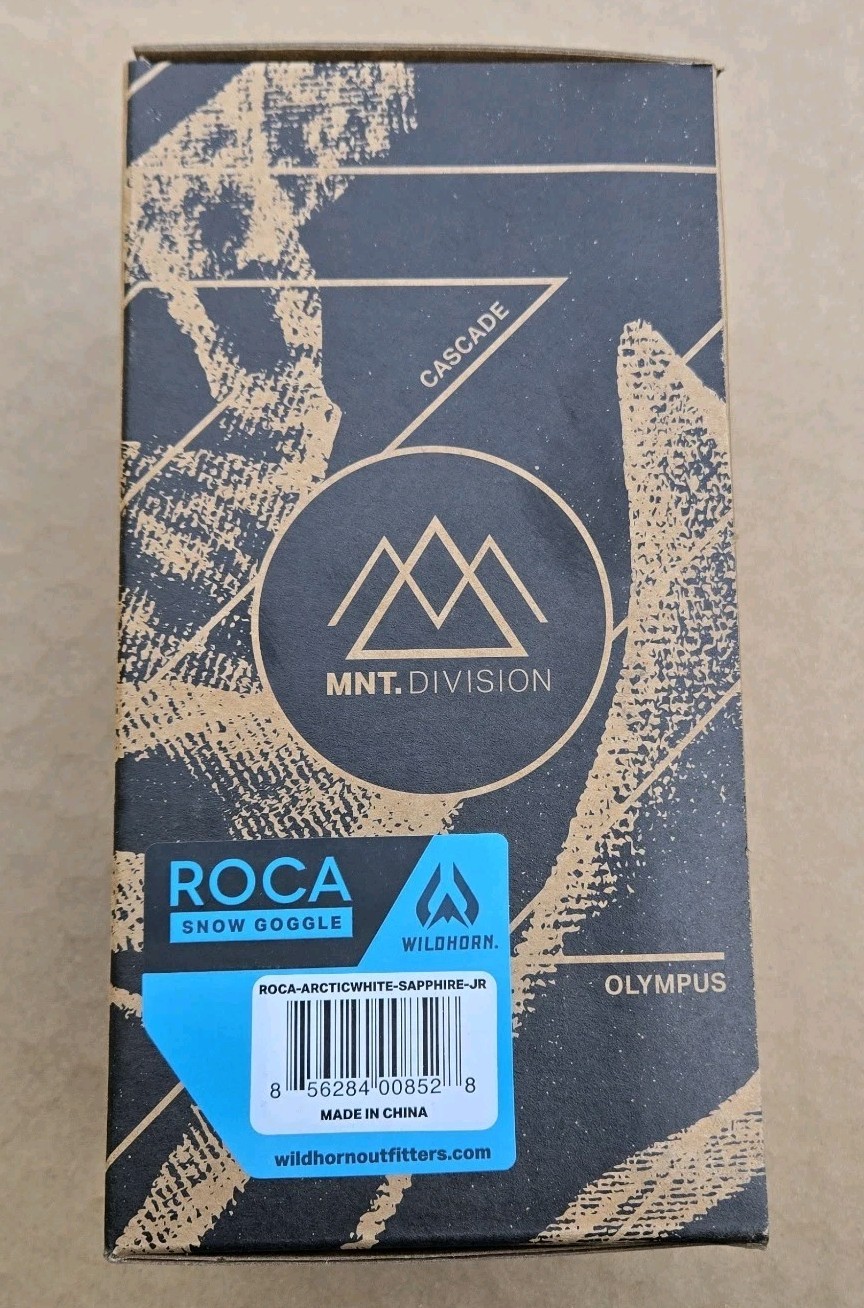 CASCADE
MNT. DIVISION
ROCA
SNOW GOGGLE
WILDHORN.
OLYMPUS
ROCA-ARCTICWHITE-SAPPHIRE-JR
8 56284 00852 8
MADE IN CHINA
wildhornoutfitters.com